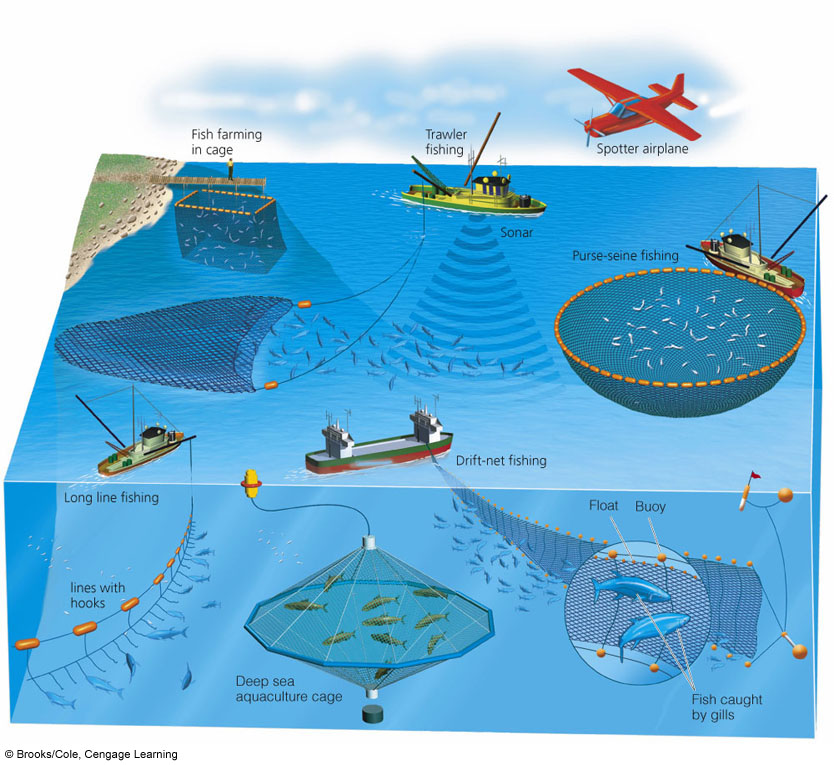 Fish farming
in cage
Trawler
fishing
Spotter airplane
Sonar
Purse-seine fishing
Long line fishing
Drift-net fishing
Float
Buoy
lines with
hooks
Deep sea
aquaculture cage
Fish caught
by gills
© Brooks/Cole, Cengage Learning